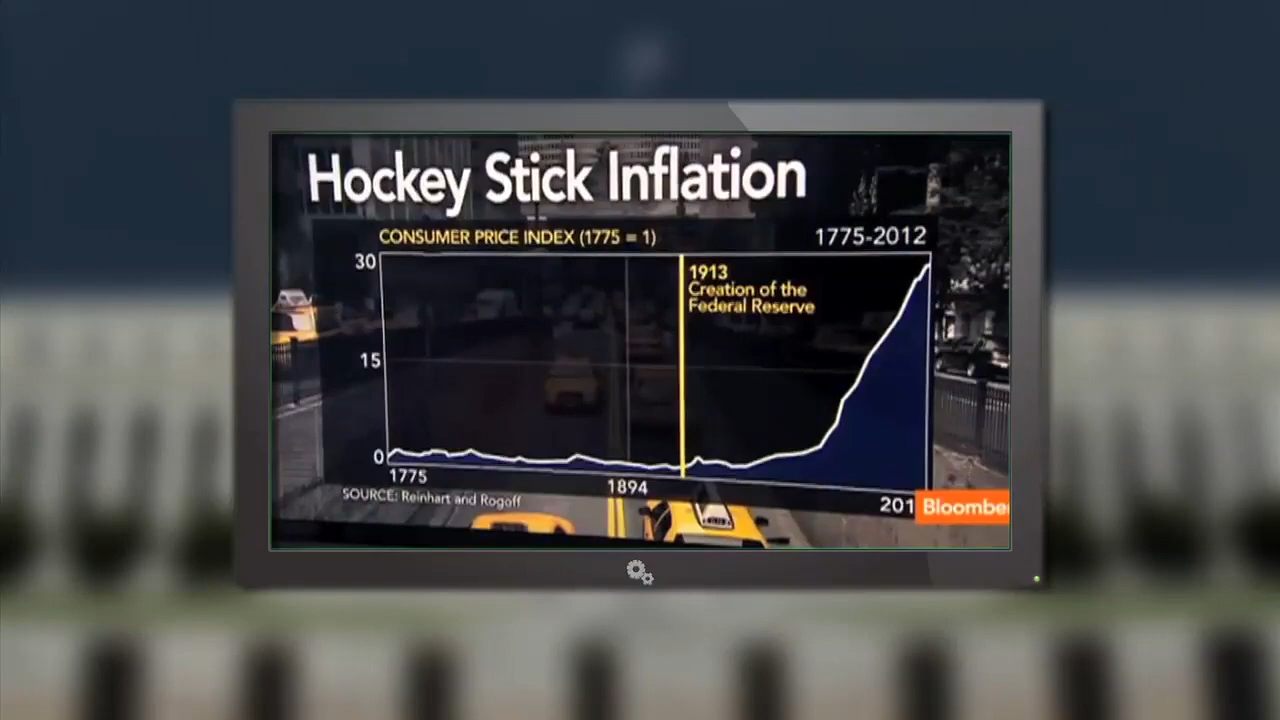 Hockey Stick Inflation
CONSUMER PRICE INDEX (1775 = 1)
1775-2012
30
1913
Creation of the
Federal Reserve
15
0
1775
1894
201
SOURCE: Reinhart and Rogoff
Bloomber